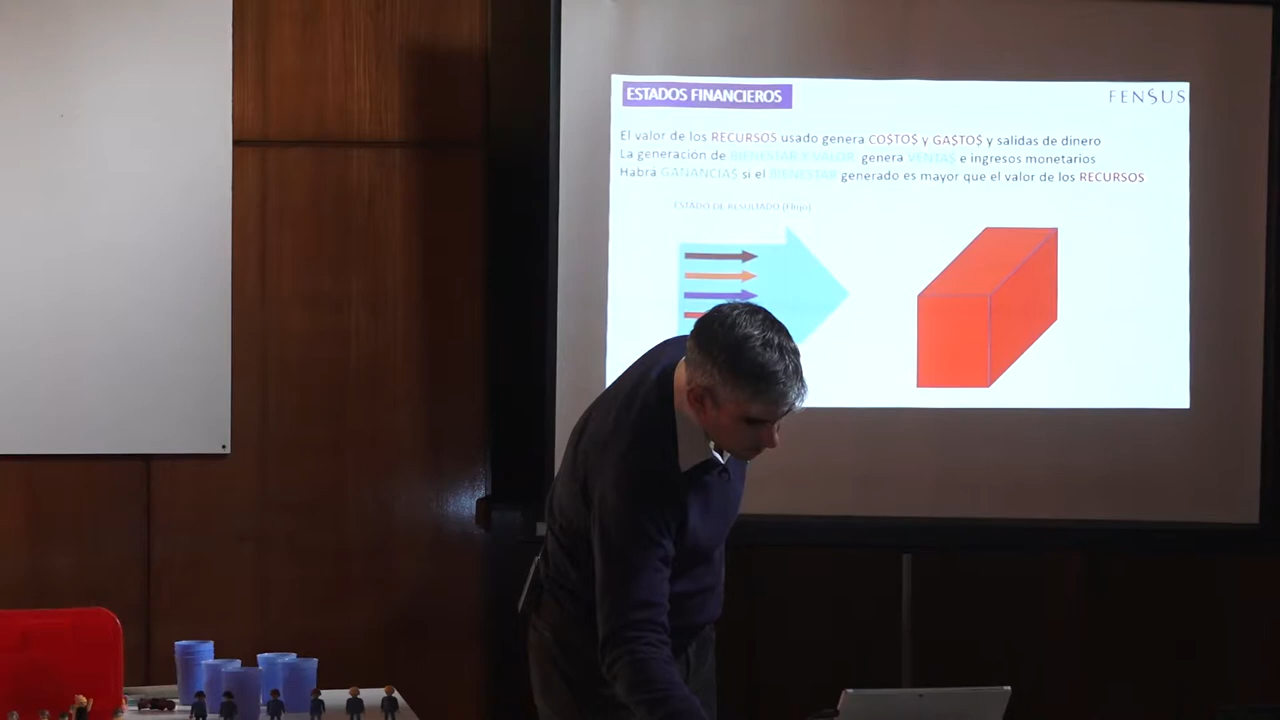 ESTADOS FINANCIEROS
FEN$US
El valor de los RECURSOS usado genera CO$TO$ y GA$TO$ y salidas de dinero
La generación de BIENESTAR Y VALOR genera VENTA$ e ingresos monetarios
Habrá GANANCIA$ si el BIENESTAR generado es mayor que el valor de los RECURSOS
ESTADO DE RESULTADO (Flujo)